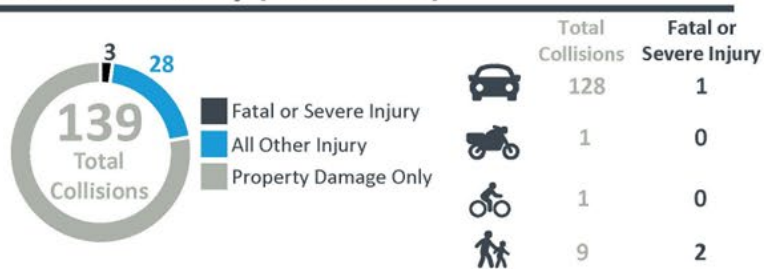 3
28
139
Total
Collisions
Fatal or Severe Injury
All Other Injury
Property Damage Only
Total Collisions
Fatal or Severe Injury
128 1
1 0
1 0
9 2